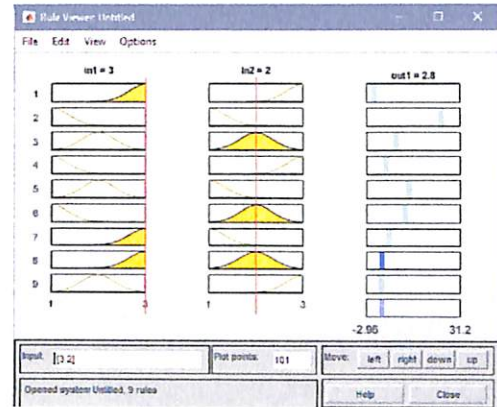 Rule Viewer: Untitled
File Edit View Options
in1 = 3 in2 = 2 out1 = 2.8
1
2
3
4
5
6
7
8
9
1 3 1 3
-2.96 31.2
Input: [3 2] Plot points: 101 Move: left right down up
Opened system Untitled, 9 rules Help Close